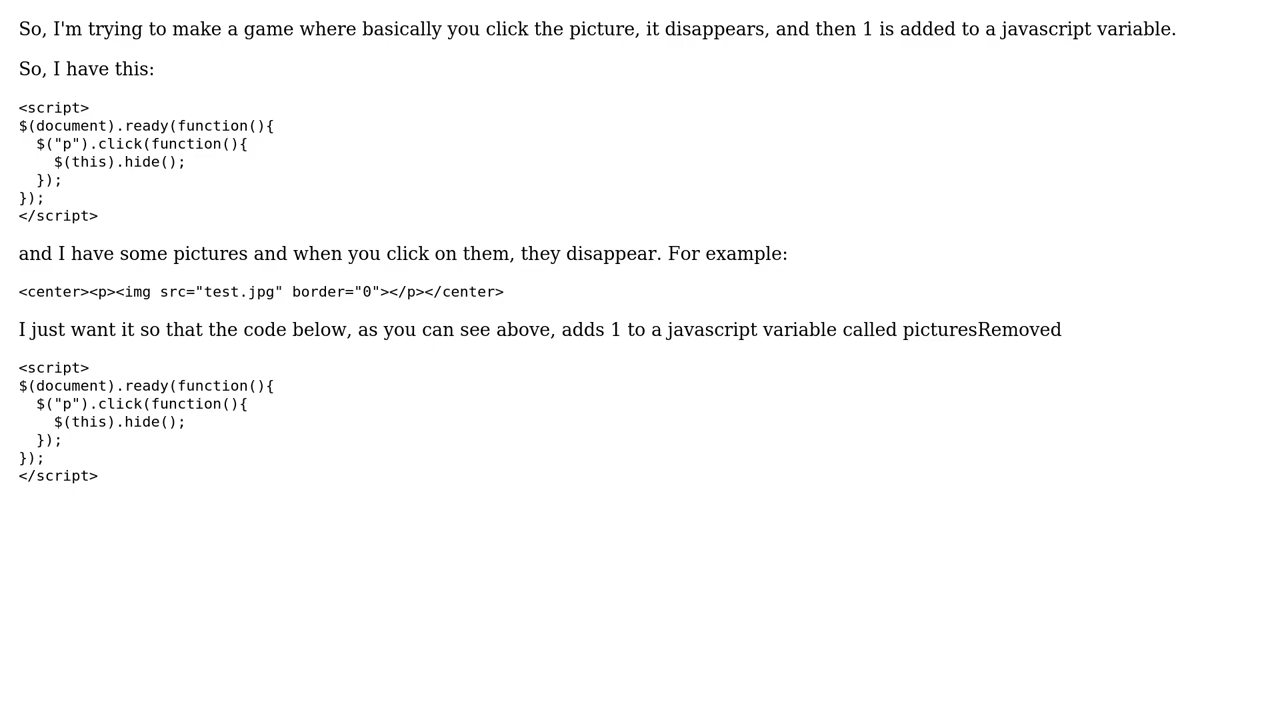 So, I'm trying to make a game where basically you click the picture, it disappears, and then 1 is added to a javascript variable.
So, I have this:
<script>
$(document).ready(function(){
  $("p").click(function(){
    $(this).hide();
  });
});
</script>
and I have some pictures and when you click on them, they disappear. For example:
<center><p><img src="test.jpg" border="0"></p></center>
I just want it so that the code below, as you can see above, adds 1 to a javascript variable called picturesRemoved
<script>
$(document).ready(function(){
  $("p").click(function(){
    $(this).hide();
  });
});
</script>